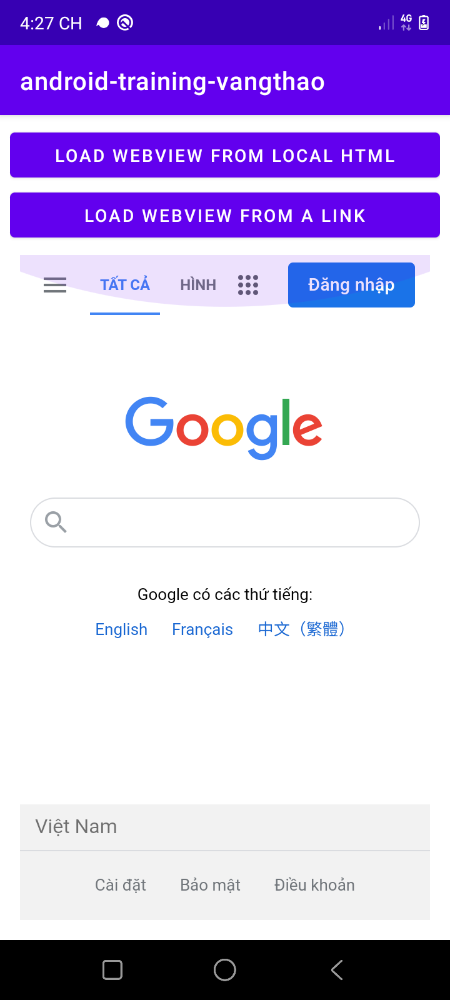 4:27 CH 4G
android-training-vangthao
LOAD WEBVIEW FROM LOCAL HTML
LOAD WEBVIEW FROM A LINK
TẤT CẢ HÌNH Đăng nhập
Google
Google có các thứ tiếng:
English Français 中文（繁體）
Việt Nam
Cài đặt Bảo mật Điều khoản